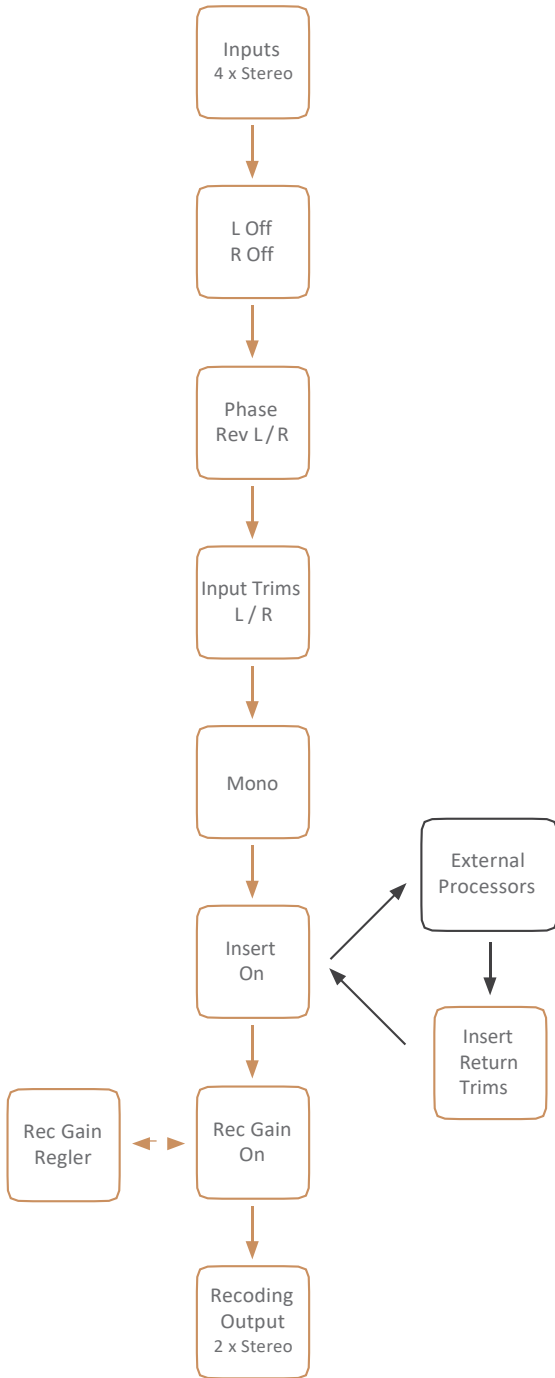 Inputs
4 x Stereo
L Off
R Off
Phase
Rev L / R
Input Trims
L / R
Mono
External
Processors
Insert
On
Insert
Return
Trims
Rec Gain
Regler
Rec Gain
On
Recoding
Output
2 x Stereo